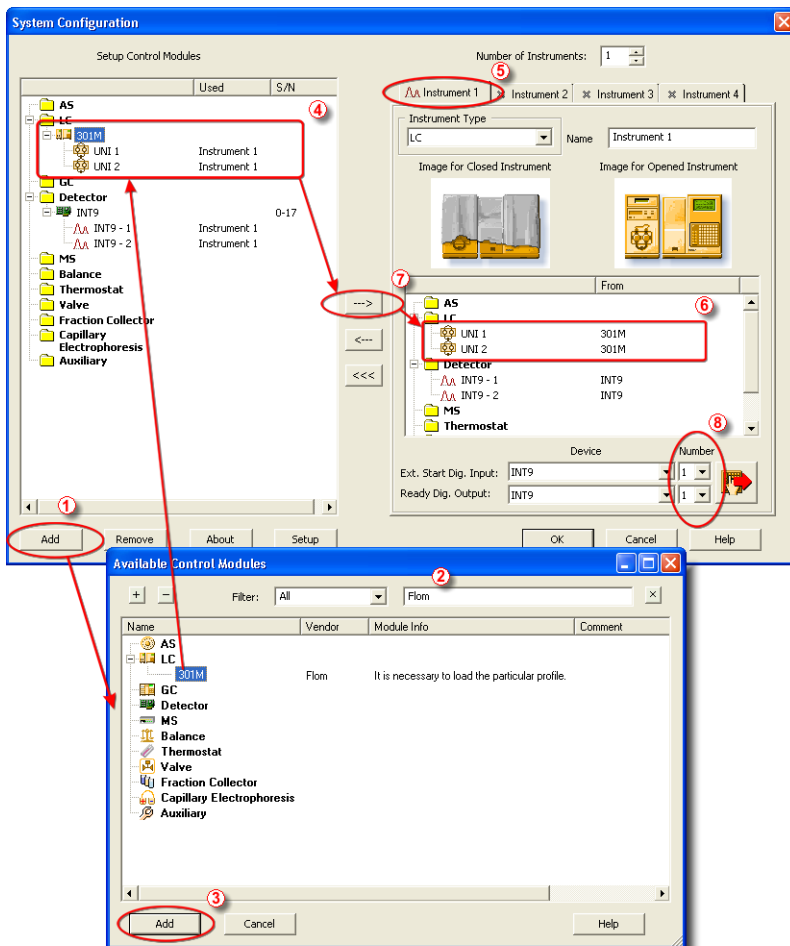 System Configuration
Setup Control Modules
Number of Instruments: 1
Used S/N
AS
LC
301M
UNI 1 Instrument 1
UNI 2 Instrument 1
GC
Detector
INT9 0-17
INT9 - 1 Instrument 1
INT9 - 2 Instrument 1
MS
Balance
Thermostat
Valve
Fraction Collector
Capillary
Electrophoresis
Auxiliary
4
--->
<---
<<<
5
Instrument 1 Instrument 2 Instrument 3 Instrument 4
Instrument Type
LC Name Instrument 1
Image for Closed Instrument Image for Opened Instrument
7
From
6
AS
LC
UNI 1 301M
UNI 2 301M
Detector
INT9 - 1 INT9
INT9 - 2 INT9
MS
Thermostat
8
Device Number
Ext. Start Dig. Input: INT9 1
Ready Dig. Output: INT9 1
1
Add Remove About Setup OK Cancel Help
Available Control Modules
2
+ - Filter: All Flom x
Name Vendor Module Info Comment
AS
LC
301M Flom It is necessary to load the particular profile.
GC
Detector
MS
Balance
Thermostat
Valve
Fraction Collector
Capillary Electrophoresis
Auxiliary
3
Add Cancel Help